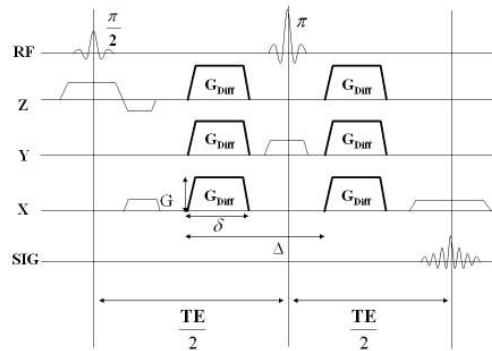 π/2
π
RF
G_Diff G_Diff
Z
G_Diff G_Diff
Y
G G_Diff G_Diff
X
δ
Δ
SIG
TE/2 TE/2